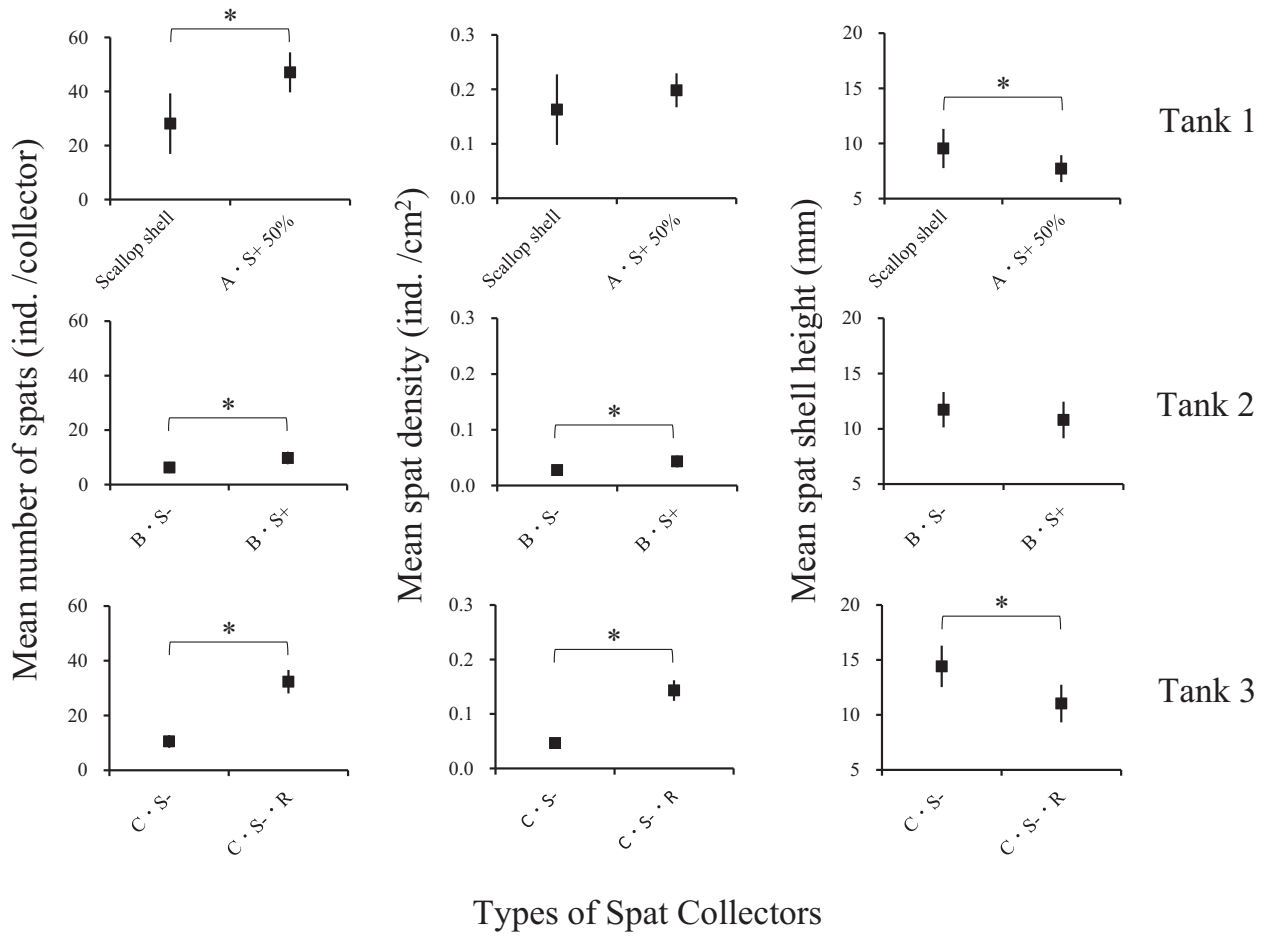 Mean number of spats (ind. /collector)
*
60
40
20
0
Scallop shell
A・S+ 50%
60
40
20
0
*
B・S-
B・S+
60
40
20
0
*
C・S-
C・S-・R
Mean spat density (ind. /cm²)
0.3
0.2
0.1
0.0
Scallop shell
A・S+ 50%
0.3
0.2
0.1
0.0
*
B・S-
B・S+
0.3
0.2
0.1
0.0
*
C・S-
C・S-・R
Mean spat shell height (mm)
20
15
10
5
*
Scallop shell
A・S+ 50%
Tank 1
20
15
10
5
B・S-
B・S+
Tank 2
20
15
10
5
*
C・S-
C・S-・R
Tank 3
Types of Spat Collectors